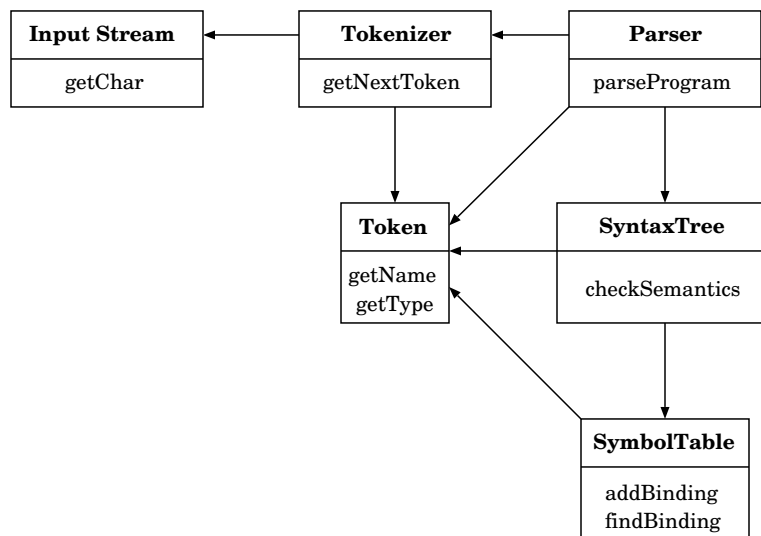 Input Stream
getChar
Tokenizer
getNextToken
Parser
parseProgram
Token
getName
getType
SyntaxTree
checkSemantics
SymbolTable
addBinding
findBinding